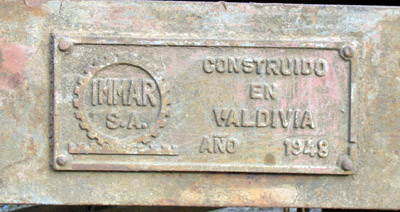 IMMAR
S.A.
CONSTRUIDO
EN
VALDIVIA
AÑO 1948